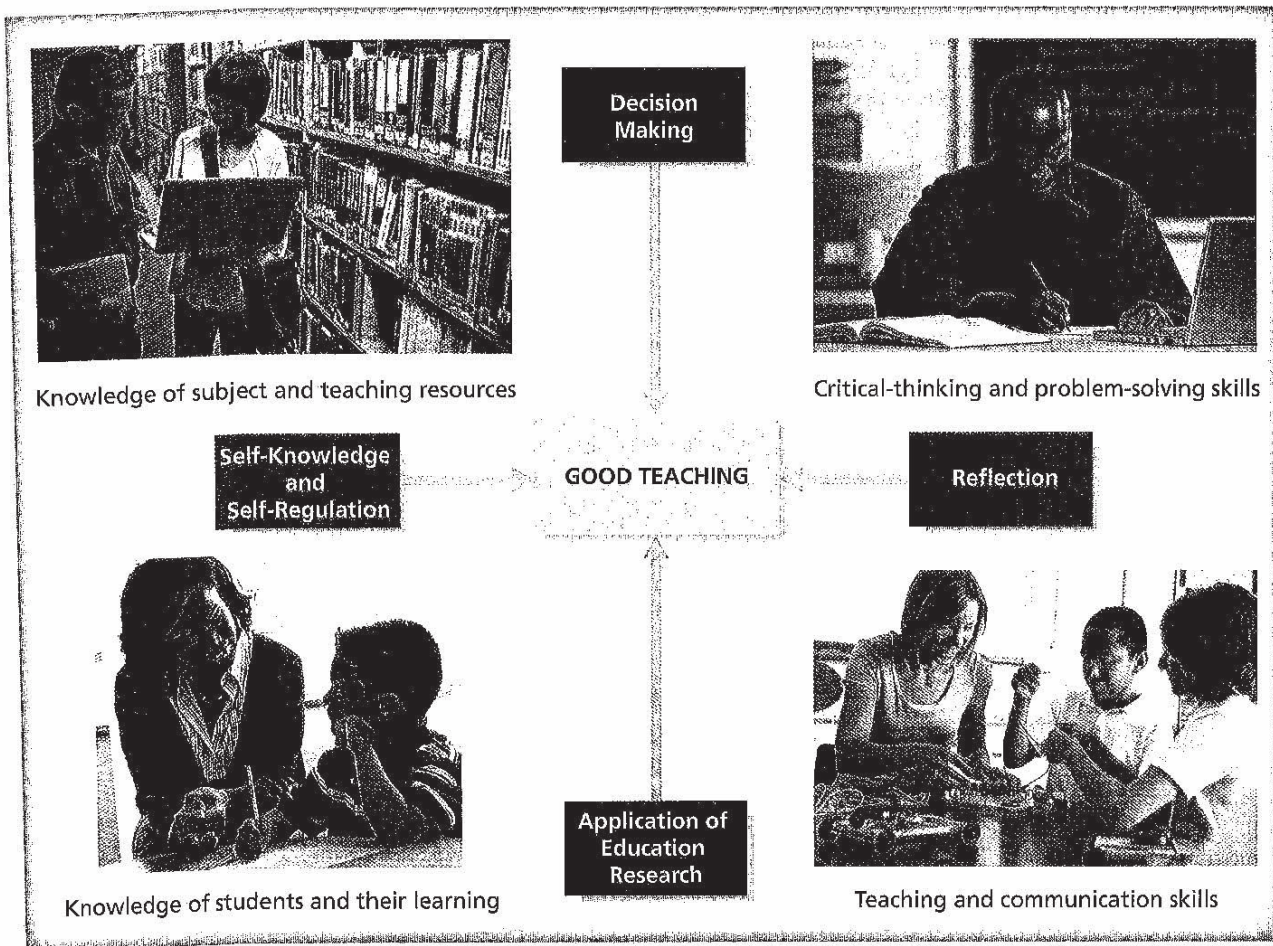 Decision
Making
Knowledge of subject and teaching resources
Critical-thinking and problem-solving skills
Self-Knowledge
and
Self-Regulation
GOOD TEACHING
Reflection
Application of
Education
Research
Knowledge of students and their learning
Teaching and communication skills